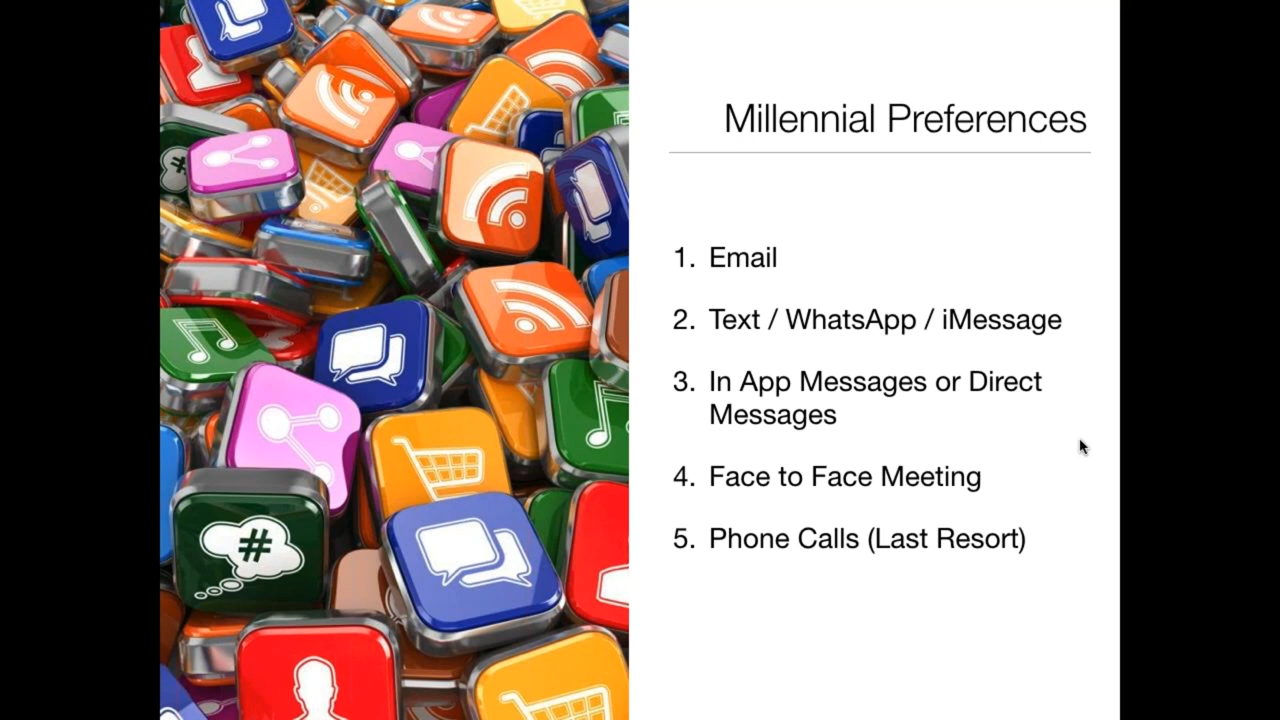 Millennial Preferences
1. Email
2. Text / WhatsApp / iMessage
3. In App Messages or Direct
Messages
4. Face to Face Meeting
5. Phone Calls (Last Resort)
#
#